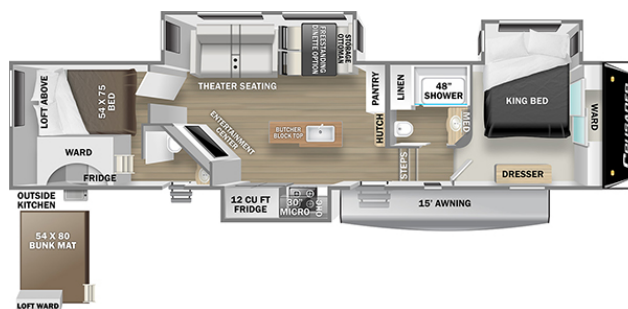 LOFT ABOVE
54 X 75
BED
WARD
FRIDGE
OUTSIDE
KITCHEN
54 X 80
BUNK MAT
LOFT WARD
THEATER SEATING
FREESTANDING
DINETTE OPTION
STORAGE
OTTOMAN
ENTERTAINMENT
CENTER
BUTCHER
BLOCK TOP
PANTRY
HUTCH
12 CU FT
FRIDGE
30"
MICRO
OHC
LINEN
48"
SHOWER
MED
STEPS
KING BED
WARD
DRESSER
15' AWNING
CRUSADER